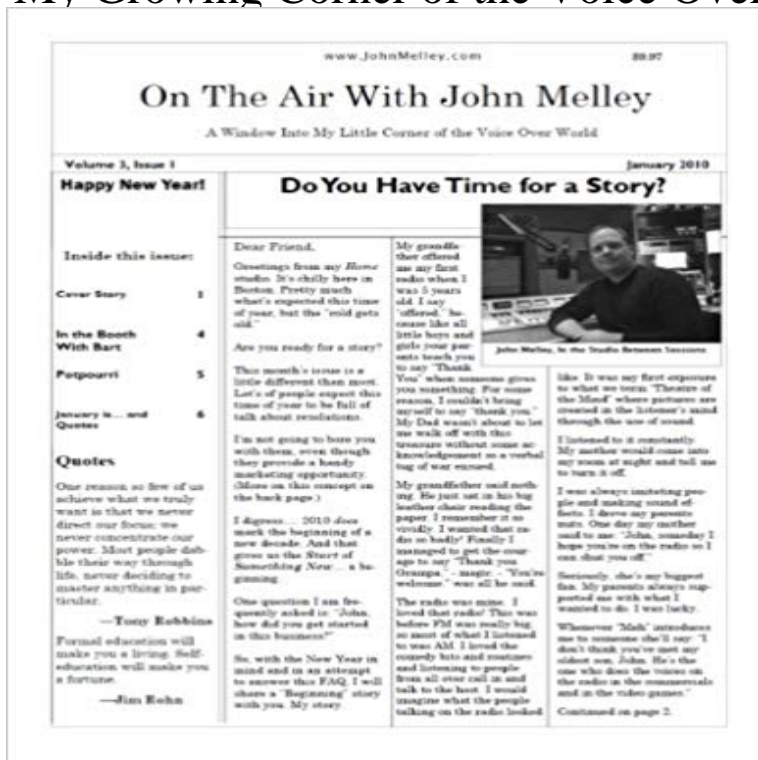 My Growing Corner of the Voice Over
www.JohnMelley.com
$9.97
On The Air With John Melley
A Window Into My Little Corner of the Voice Over World
Volume 3, Issue 1
January 2010
Happy New Year!
Inside this issue:
Cover Story 1
In the Booth 4
With Bart
Potpourri 5
January is... and 6
Quotes
Quotes
One reason so few of us
achieve what we truly
want is that we never
direct our focus; we
never concentrate our
power. Most people dab-
ble their way through
life, never deciding to
master anything in par-
ticular.
—Tony Robbins
Formal education will
make you a living. Self-
education will make you
a fortune.
—Jim Rohn
Do You Have Time for a Story?
Dear Friend,
Greetings from my Home
studio. It's chilly here in
Boston. Pretty much
what's expected this time
of year, but the "cold gets
old."
Are you ready for a story?
This month's issue is a
little different than most.
Lot's of people expect this
time of year to be full of
talk about resolutions.
I'm not going to bore you
with them, even though
they provide a handy
marketing opportunity.
(More on this concept on
the back page.)
I digress... 2010 does
mark the beginning of a
new decade. And that
gives us the Start of
Something New... a be-
ginning.
One question I am fre-
quently asked is: "John,
how did you get started
in this business?"
So, with the New Year in
mind and in an attempt
to answer this FAQ, I will
share a "Beginning" story
with you. My story.
My grandfa-
ther offered
me my first
radio when I
was 5 years
old. I say
"offered," be-
cause like all
little boys and
girls your par-
ents teach you
to say "Thank
You" when someone gives
you something. For some
reason, I couldn't bring
myself to say "thank you."
My Dad wasn't about to let
me walk off with this
treasure without some ac-
knowledgement so a verbal
tug of war ensued.
My grandfather said noth-
ing. He just sat in his big
leather chair reading the
paper. I remember it so
vividly. I wanted that ra-
dio so badly! Finally I
managed to get the cour-
age to say "Thank you
Grampa." - magic. - "You're
welcome," was all he said.
The radio was mine. I
loved that radio! This was
before FM was really big,
so most of what I listened
to was AM. I loved the
comedy bits and routines
and listening to people
from all over call in and
talk to the host. I would
imagine what the people
talking on the radio looked
John Melley, In the Studio Between Sessions
like. It was my first exposure
to what we term "Theatre of
the Mind" where pictures are
created in the listener's mind
through the use of sound.
I listened to it constantly.
My mother would come into
my room at night and tell me
to turn it off.
I was always imitating peo-
ple and making sound ef-
fects. I drove my parents
nuts. One day my mother
said to me: "John, someday I
hope you're on the radio so I
can shut you off."
Seriously, she's my biggest
fan. My parents always sup-
ported me with what I
wanted to do. I was lucky.
Whenever "Meh" introduces
me to someone she'll say: "I
don't think you've met my
oldest son, John. He's the
one who does the voices on
the radio in the commercials
and in the video games."
Continued on page 2.